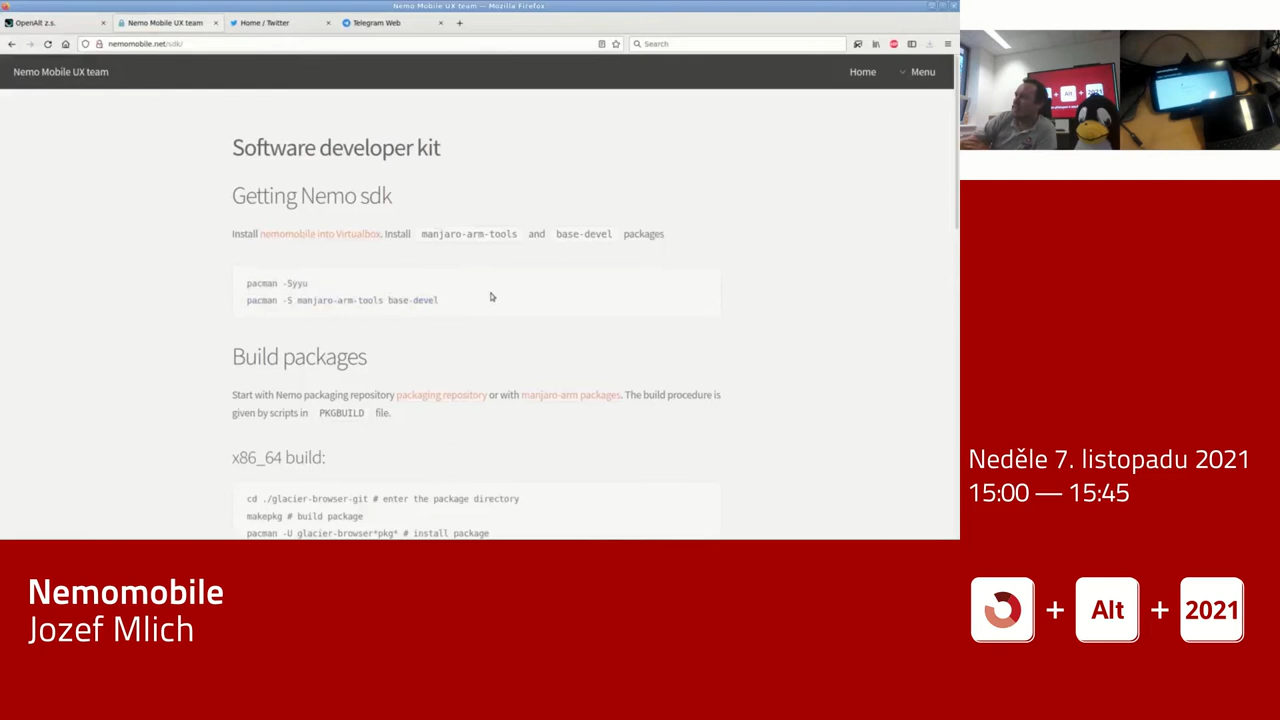 Nemo Mobile UX team — Mozilla Firefox
OpenAlt z.s.
Nemo Mobile UX team
Home / Twitter
Telegram Web
nemomobile.net/sdk/
Search
Nemo Mobile UX team
Home
Menu
Software developer kit
Getting Nemo sdk
Install nemomobile into Virtualbox. Install manjaro-arm-tools and base-devel packages
pacman -Syyu
pacman -S manjaro-arm-tools base-devel
Build packages
Start with Nemo packaging repository packaging repository or with manjaro-arm packages. The build procedure is
given by scripts in PKGBUILD file.
x86_64 build:
cd ./glacier-browser-git # enter the package directory
makepkg # build package
pacman -U glacier-browser*pkg* # install package
+ Alt + 2021
Neděle 7. listopadu 2021
15:00 — 15:45
Nemomobile
Jozef Mlich
+ Alt + 2021